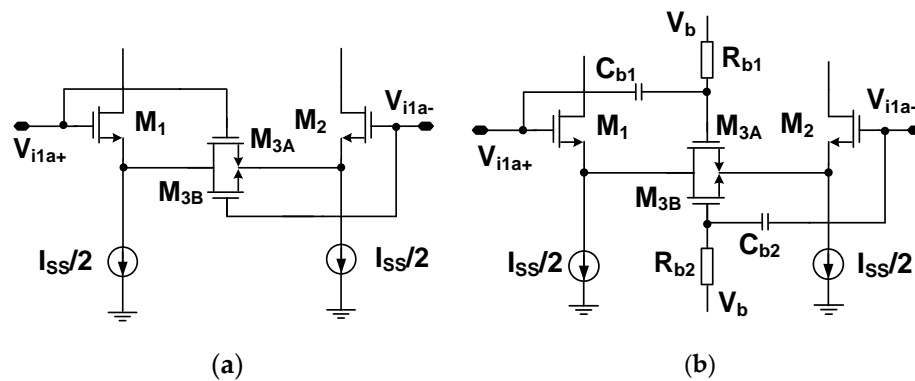 M1
Vi1a+
M3A
M3B
M2
Vi1a-
ISS/2
ISS/2
(a)
Vb
Rb1
Cb1
M1
Vi1a+
M3A
M3B
M2
Vi1a-
Cb2
Rb2
Vb
ISS/2
ISS/2
(b)